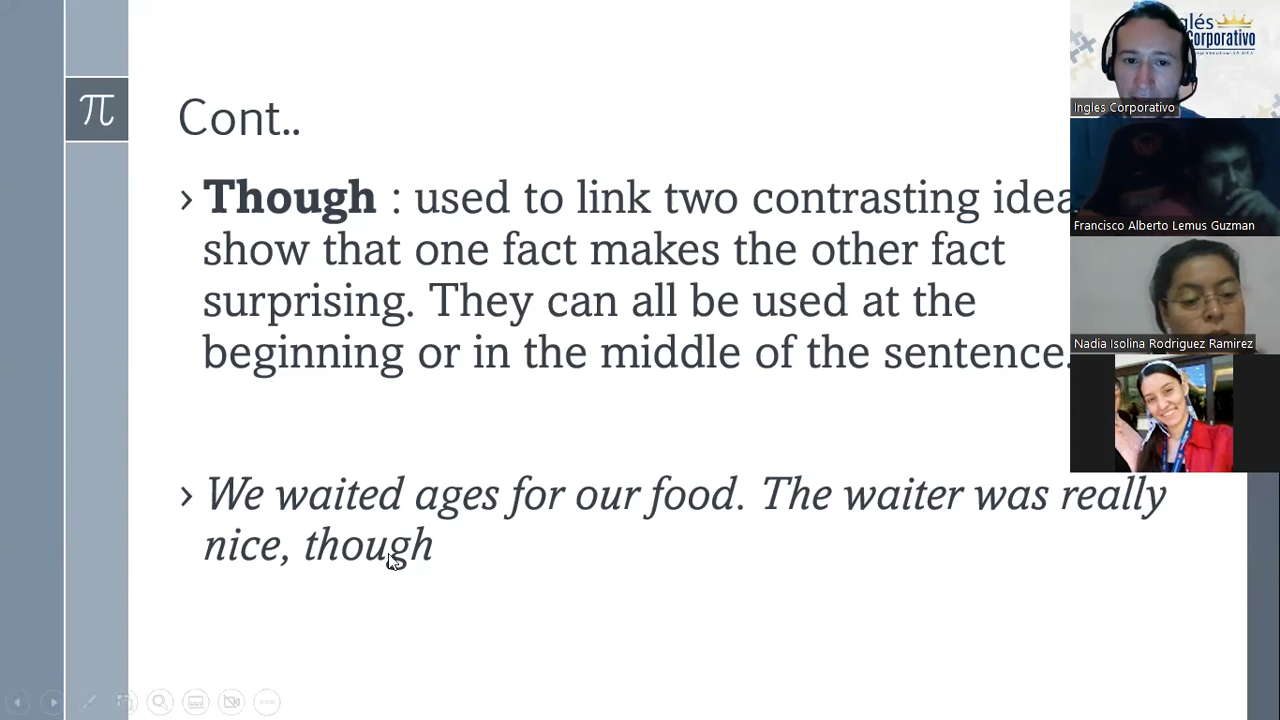 π
Cont..
› Though : used to link two contrasting idea
show that one fact makes the other fact
surprising. They can all be used at the
beginning or in the middle of the sentence.
› We waited ages for our food. The waiter was really
nice, though
glés
Corporativo
Ingles Corporativo
Francisco Alberto Lemus Guzman
Nadia Isolina Rodriguez Ramirez